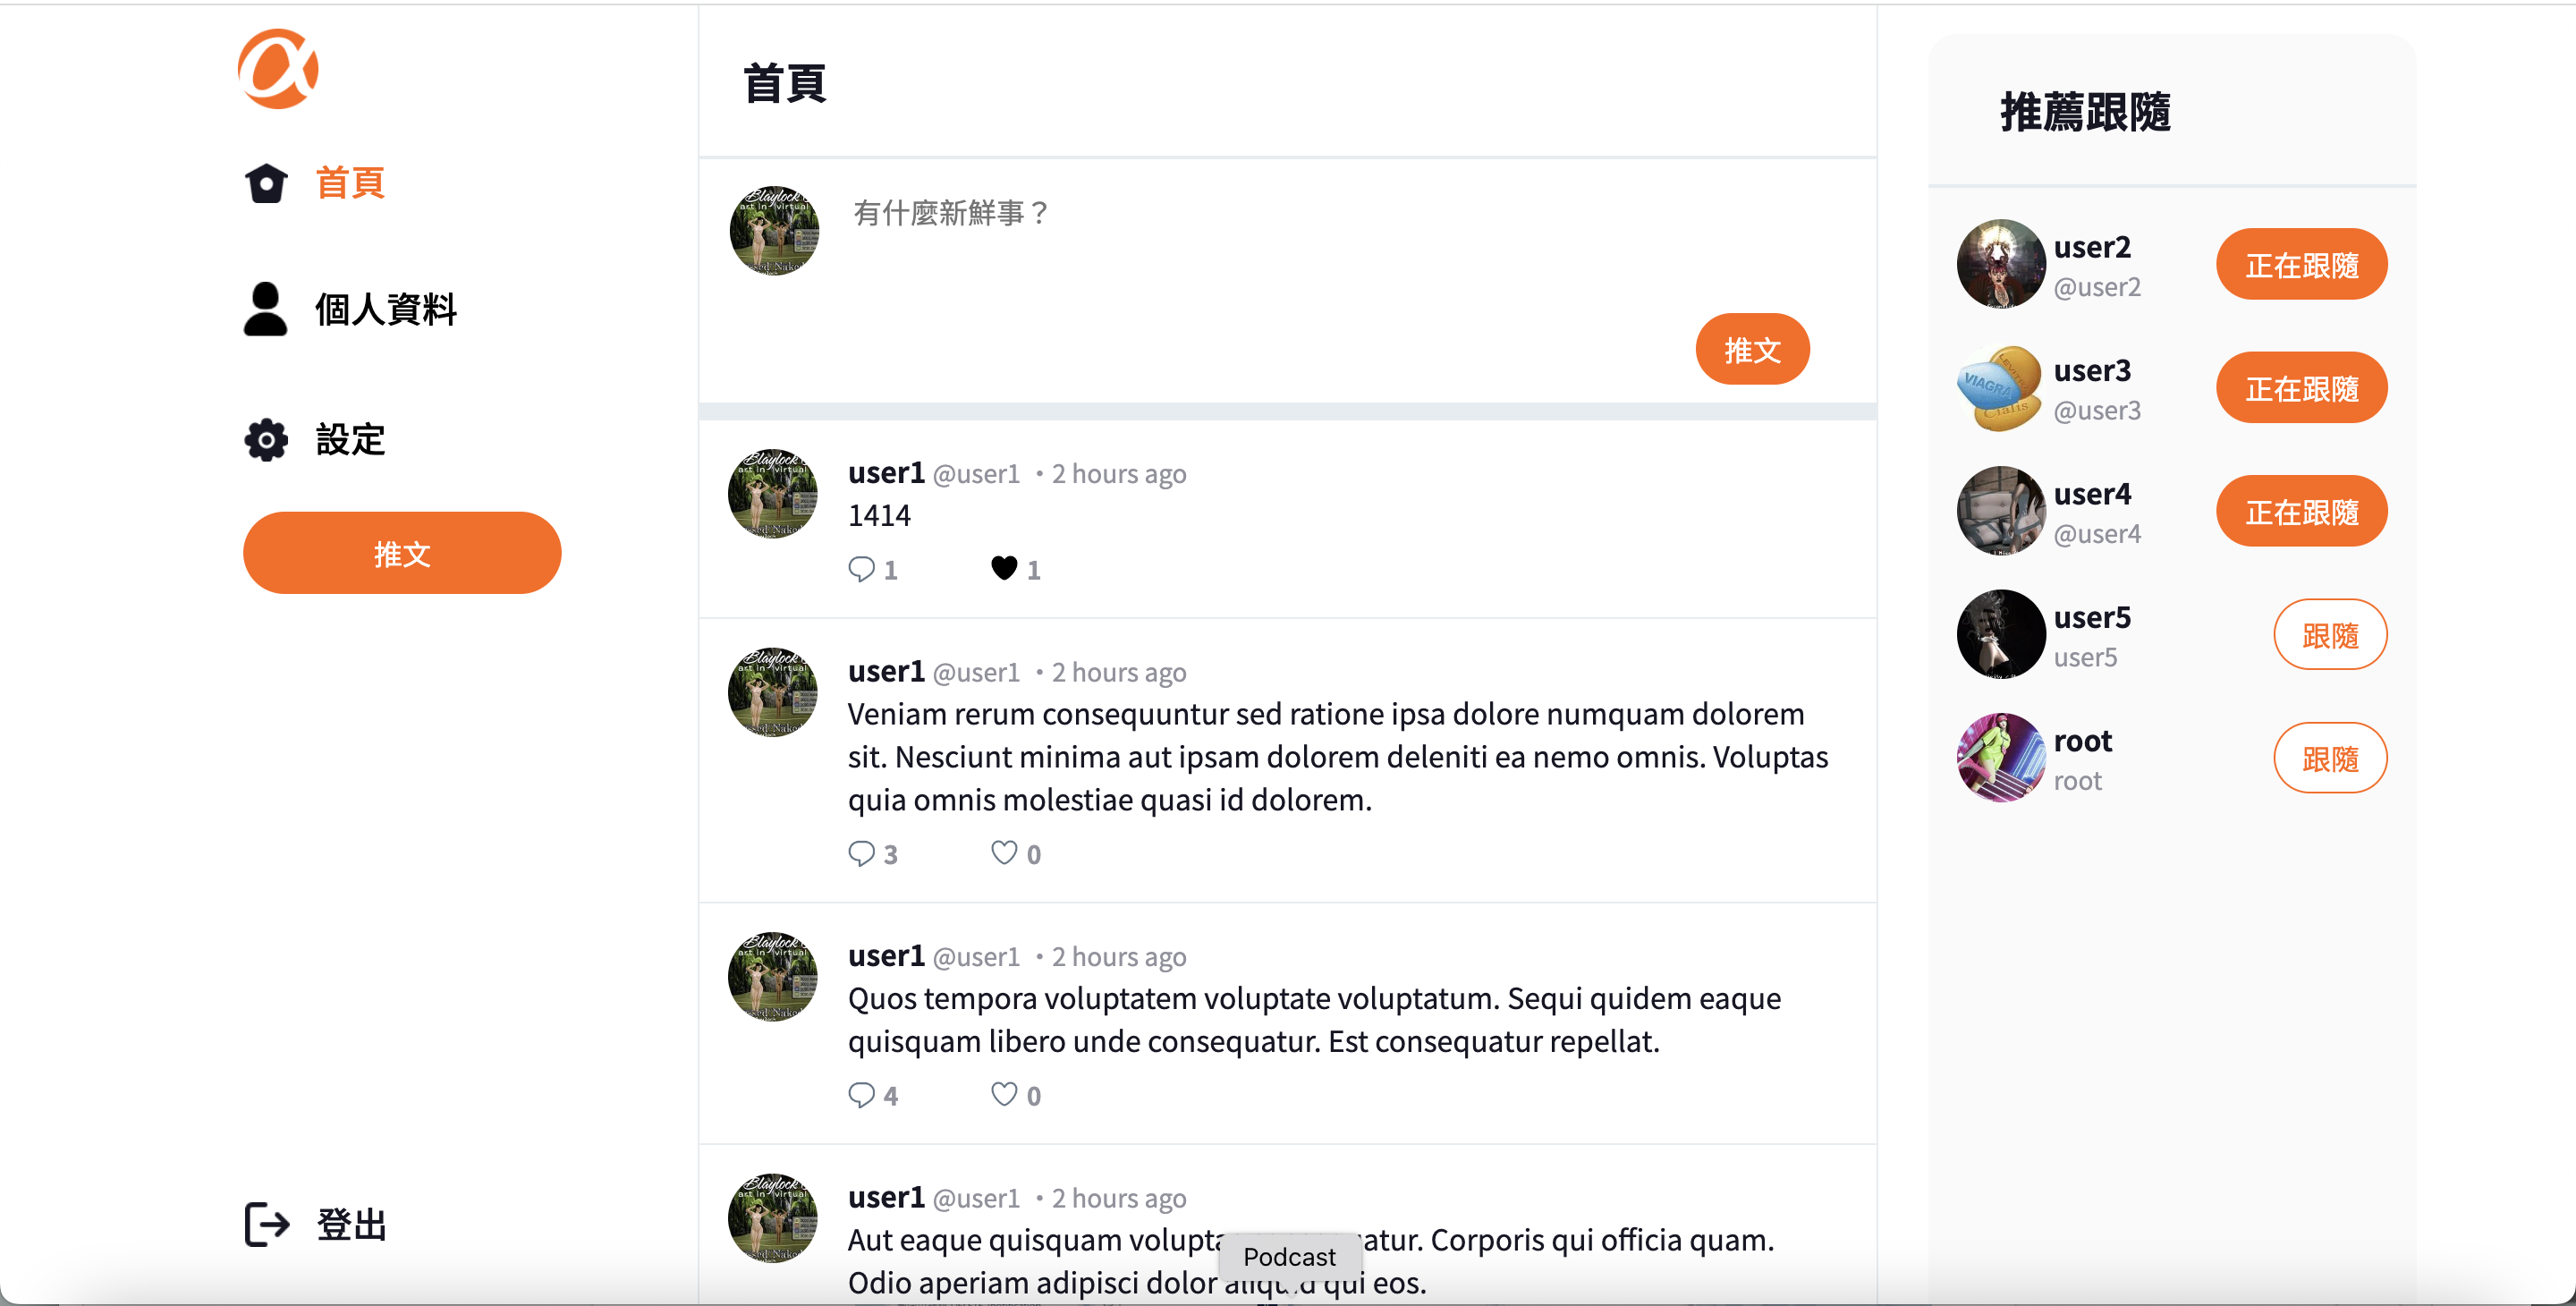 首頁
個人資料
設定
推文
登出
首頁
有什麼新鮮事？
推文
user1 @user1 ・2 hours ago
1414
1
1
user1 @user1 ・2 hours ago
Veniam rerum consequuntur sed ratione ipsa dolore numquam dolorem
sit. Nesciunt minima aut ipsam dolorem deleniti ea nemo omnis. Voluptas
quia omnis molestiae quasi id dolorem.
3
0
user1 @user1 ・2 hours ago
Quos tempora voluptatem voluptate voluptatum. Sequi quidem eaque
quisquam libero unde consequatur. Est consequatur repellat.
4
0
user1 @user1 ・2 hours ago
Aut eaque quisquam Corporis qui officia quam.
Odio aperiam adipisci dolor qui eos.
Podcast
推薦跟隨
user2
@user2
正在跟隨
VIAGRA
LEVITRA
Cialis
user3
@user3
正在跟隨
user4
@user4
正在跟隨
user5
user5
跟隨
root
root
跟隨